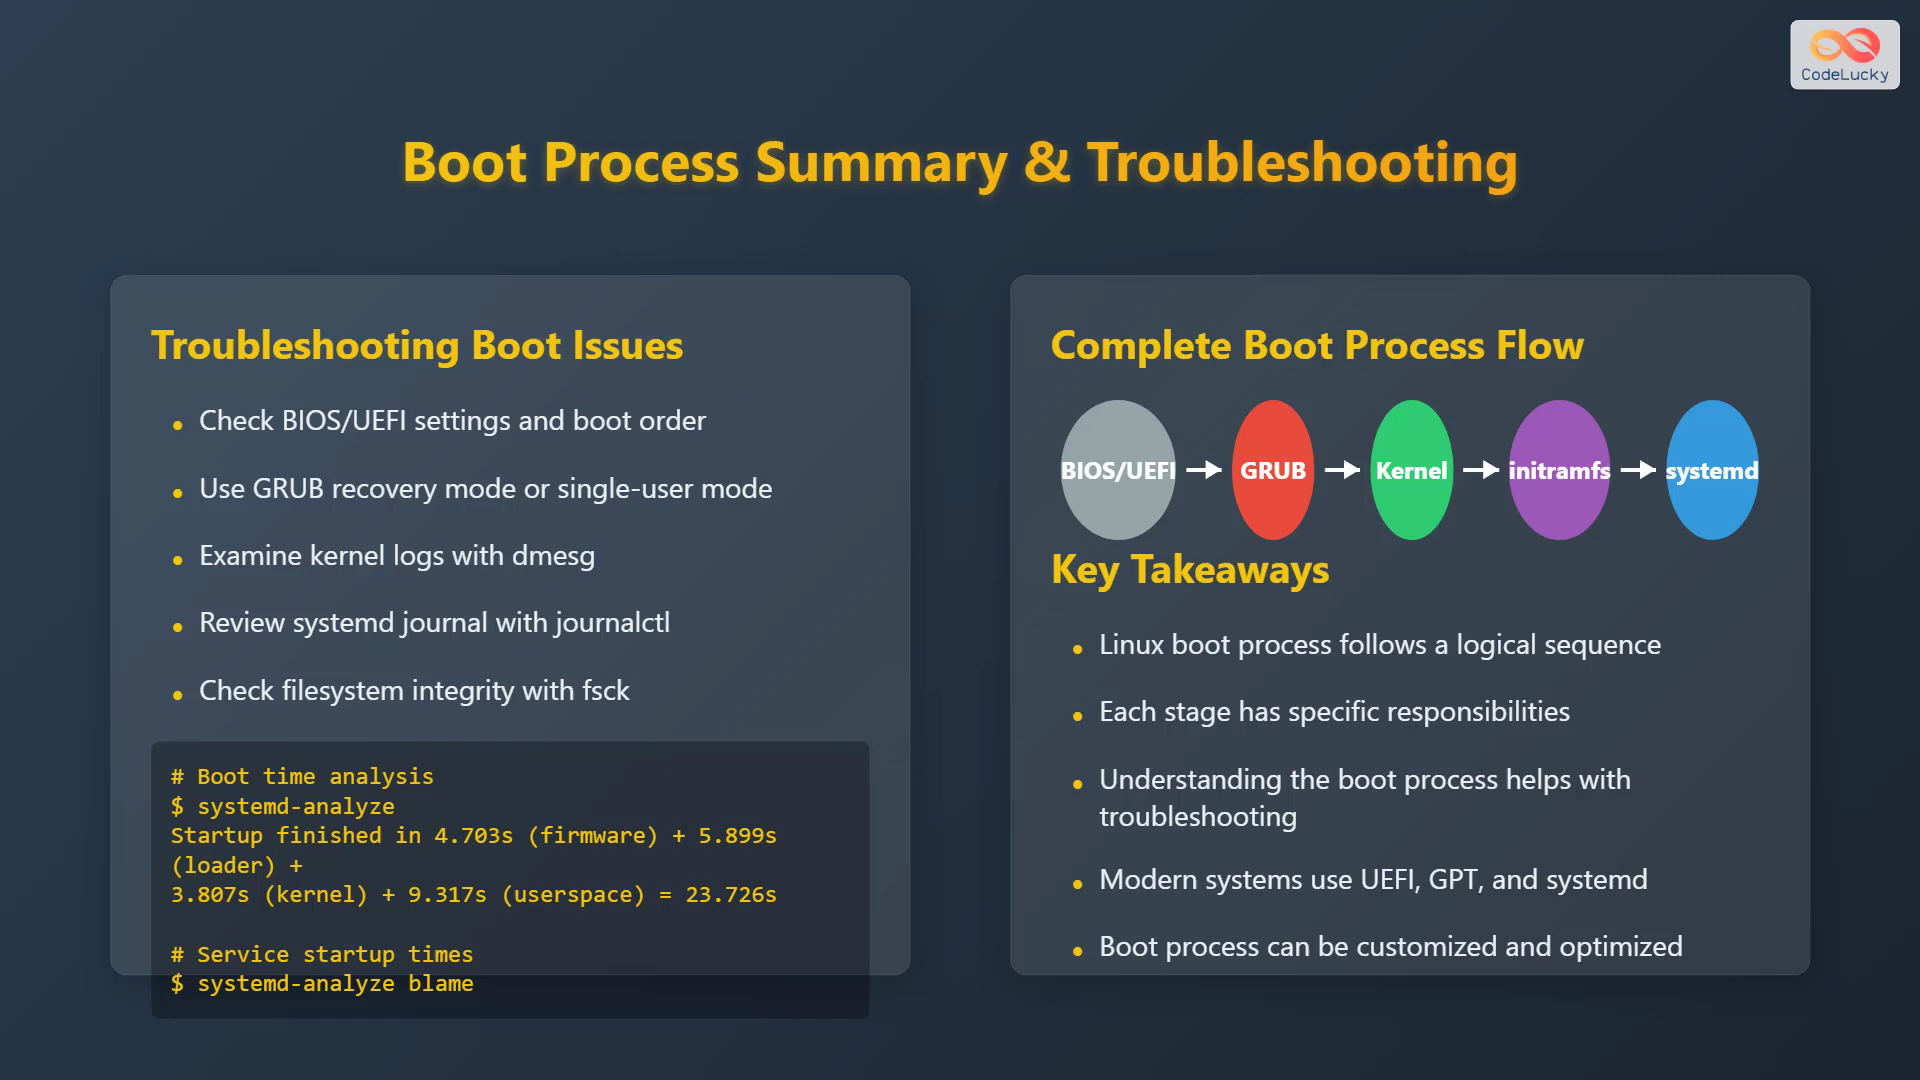 CodeLucky
Boot Process Summary & Troubleshooting
Troubleshooting Boot Issues
Check BIOS/UEFI settings and boot order
Use GRUB recovery mode or single-user mode
Examine kernel logs with dmesg
Review systemd journal with journalctl
Check filesystem integrity with fsck
# Boot time analysis
$ systemd-analyze
Startup finished in 4.703s (firmware) + 5.899s
(loader) +
3.807s (kernel) + 9.317s (userspace) = 23.726s
# Service startup times
$ systemd-analyze blame
Complete Boot Process Flow
BIOS/UEFI → GRUB → Kernel → initramfs → systemd
Key Takeaways
Linux boot process follows a logical sequence
Each stage has specific responsibilities
Understanding the boot process helps with
troubleshooting
Modern systems use UEFI, GPT, and systemd
Boot process can be customized and optimized